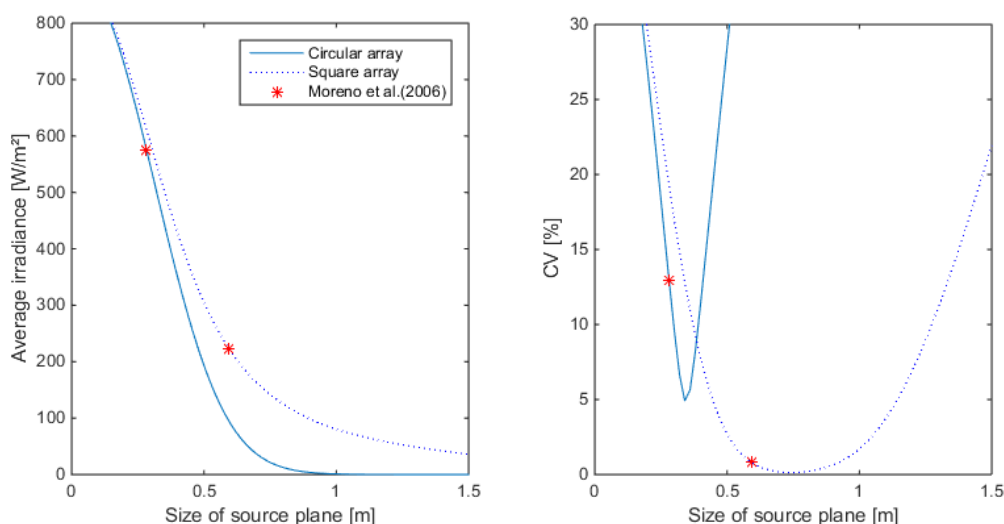 800
700
600
500
400
300
200
100
0
Average irradiance [W/m²]
Circular array
Square array
Moreno et al.(2006)
0 0.5 1 1.5
Size of source plane [m]
30
25
20
15
10
5
0
CV [%]
0 0.5 1 1.5
Size of source plane [m]